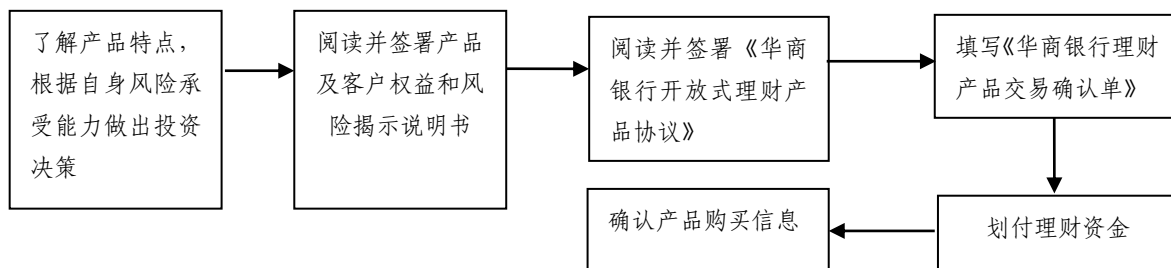 了解产品特点，
根据自身风险承
受能力做出投资
决策
阅读并签署产品
及客户权益和风
险揭示说明书
阅读并签署《华商
银行开放式理财产
品协议》
填写《华商银行理财
产品交易确认单》
划付理财资金
确认产品购买信息